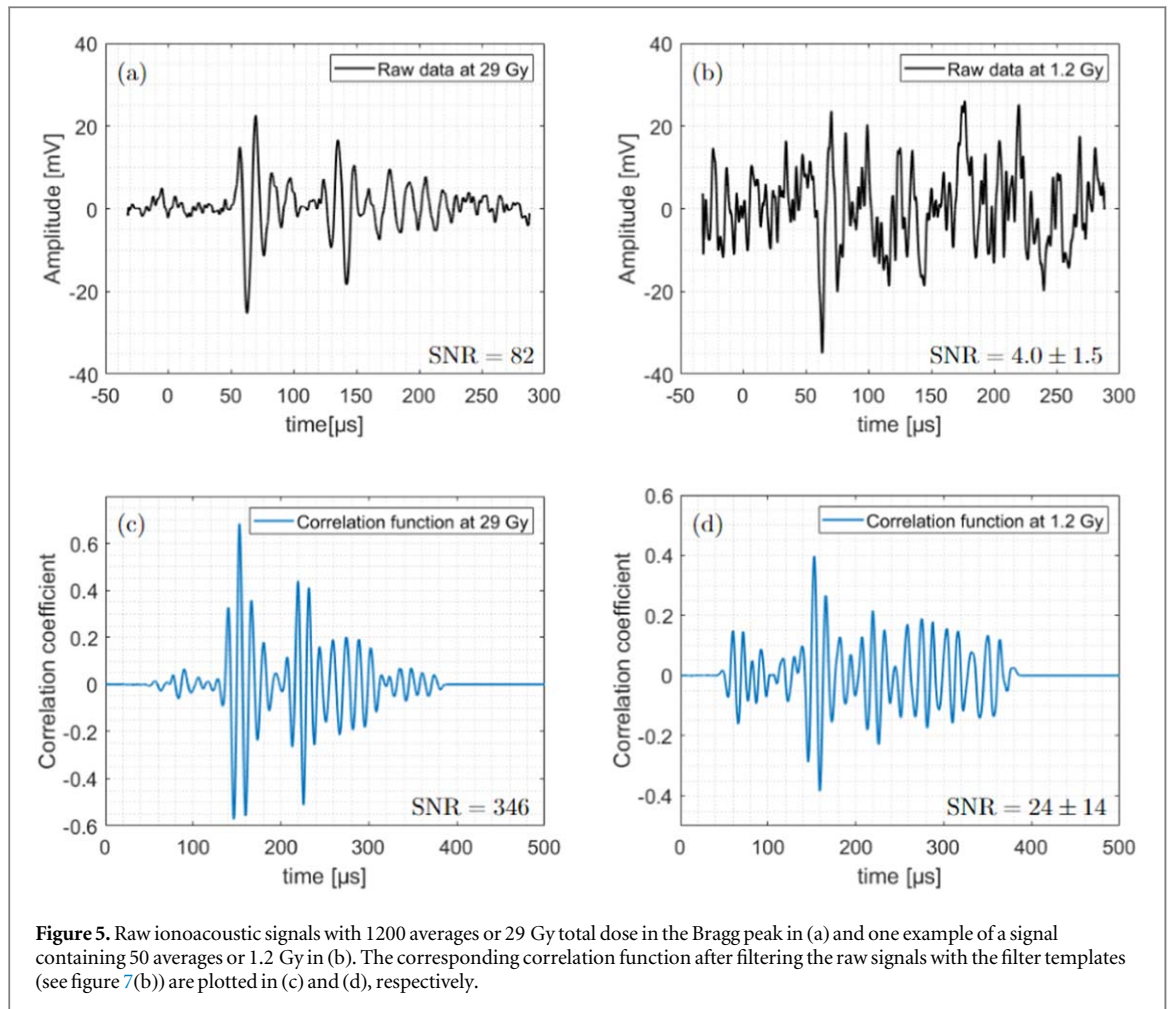 (a)
Raw data at 29 Gy
40
20
0
-20
-40
Amplitude [mV]
SNR = 82
-50 0 50 100 150 200 250 300
time[µs]
(b)
Raw data at 1.2 Gy
40
20
0
-20
-40
Amplitude [mV]
SNR = 4.0 ± 1.5
-50 0 50 100 150 200 250 300
time [µs]
(c)
Correlation function at 29 Gy
0.6
0.4
0.2
0
-0.2
-0.4
-0.6
Correlation coefficient
SNR = 346
0 100 200 300 400 500
time [µs]
(d)
Correlation function at 1.2 Gy
0.6
0.4
0.2
0
-0.2
-0.4
Correlation coefficient
SNR = 24 ± 14
0 100 200 300 400 500
time [µs]
Figure 5. Raw ionoacoustic signals with 1200 averages or 29 Gy total dose in the Bragg peak in (a) and one example of a signal
containing 50 averages or 1.2 Gy in (b). The corresponding correlation function after filtering the raw signals with the filter templates
(see figure 7(b)) are plotted in (c) and (d), respectively.